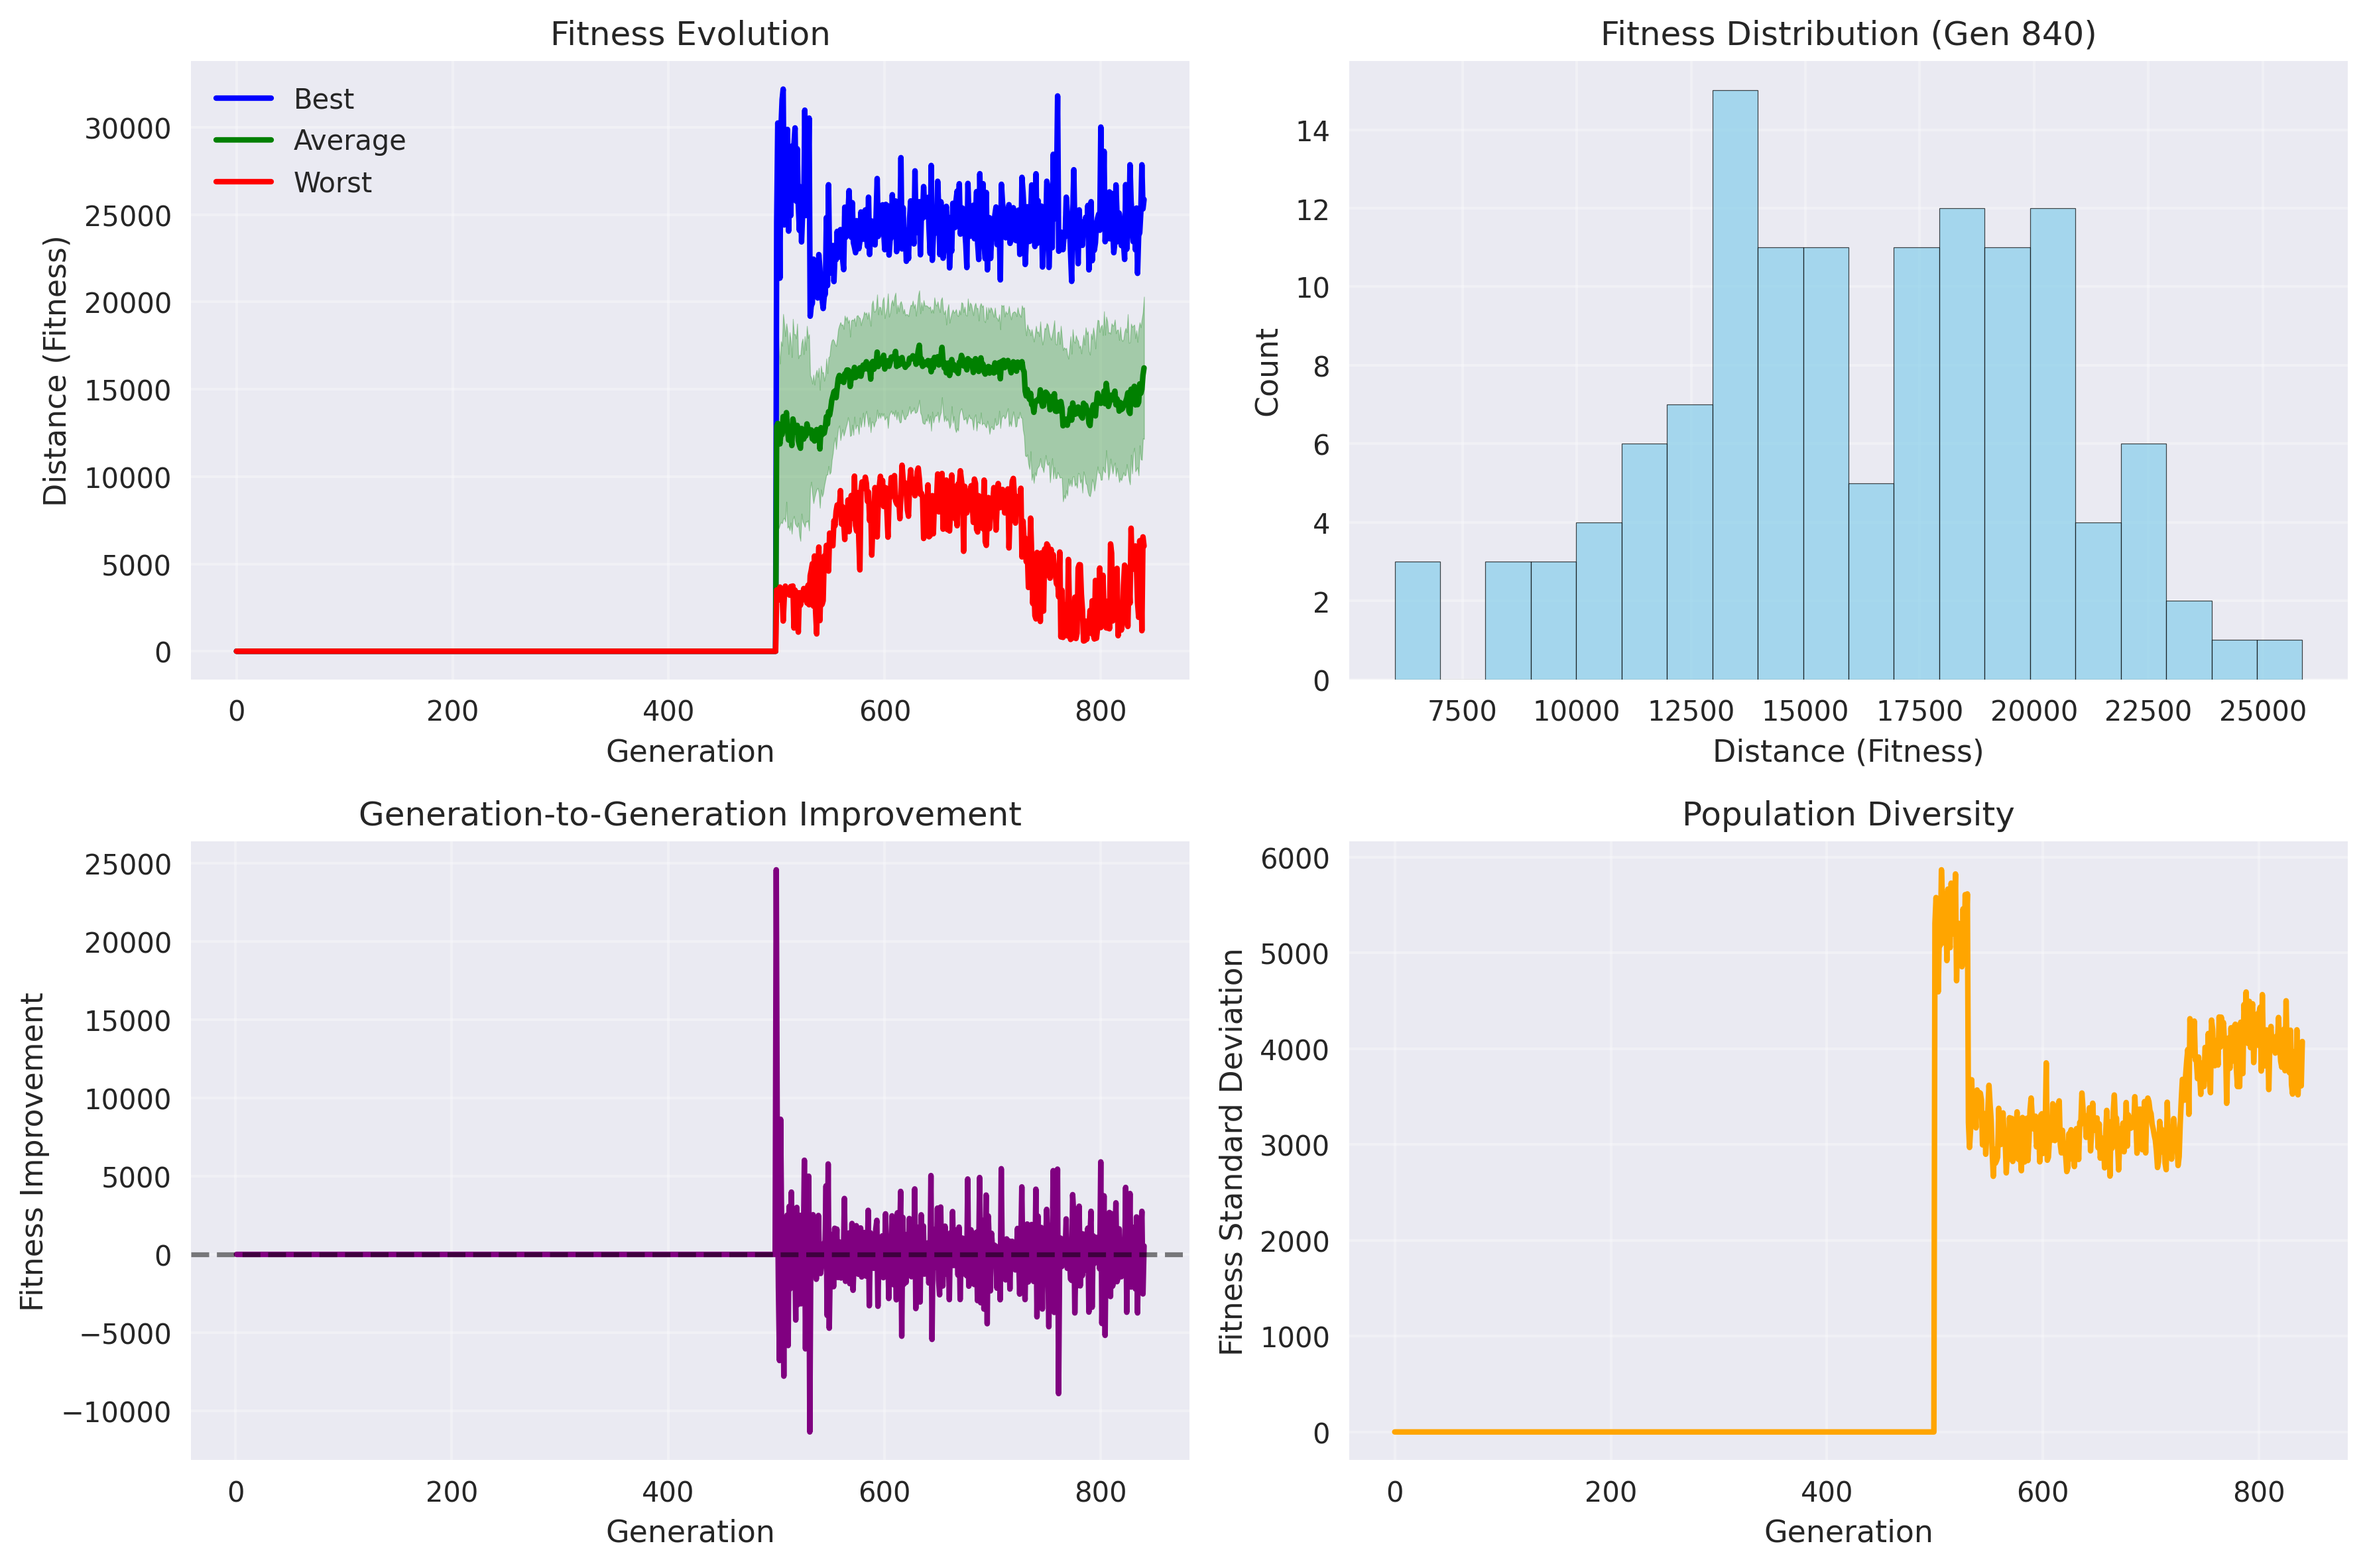 Fitness Evolution
Best
Average
Worst
30000
25000
20000
15000
10000
5000
0
Distance (Fitness)
0 200 400 600 800
Generation
Fitness Distribution (Gen 840)
14
12
10
8
6
4
2
0
Count
7500 10000 12500 15000 17500 20000 22500 25000
Distance (Fitness)
Generation-to-Generation Improvement
25000
20000
15000
10000
5000
0
−5000
−10000
Fitness Improvement
0 200 400 600 800
Generation
Population Diversity
6000
5000
4000
3000
2000
1000
0
Fitness Standard Deviation
0 200 400 600 800
Generation